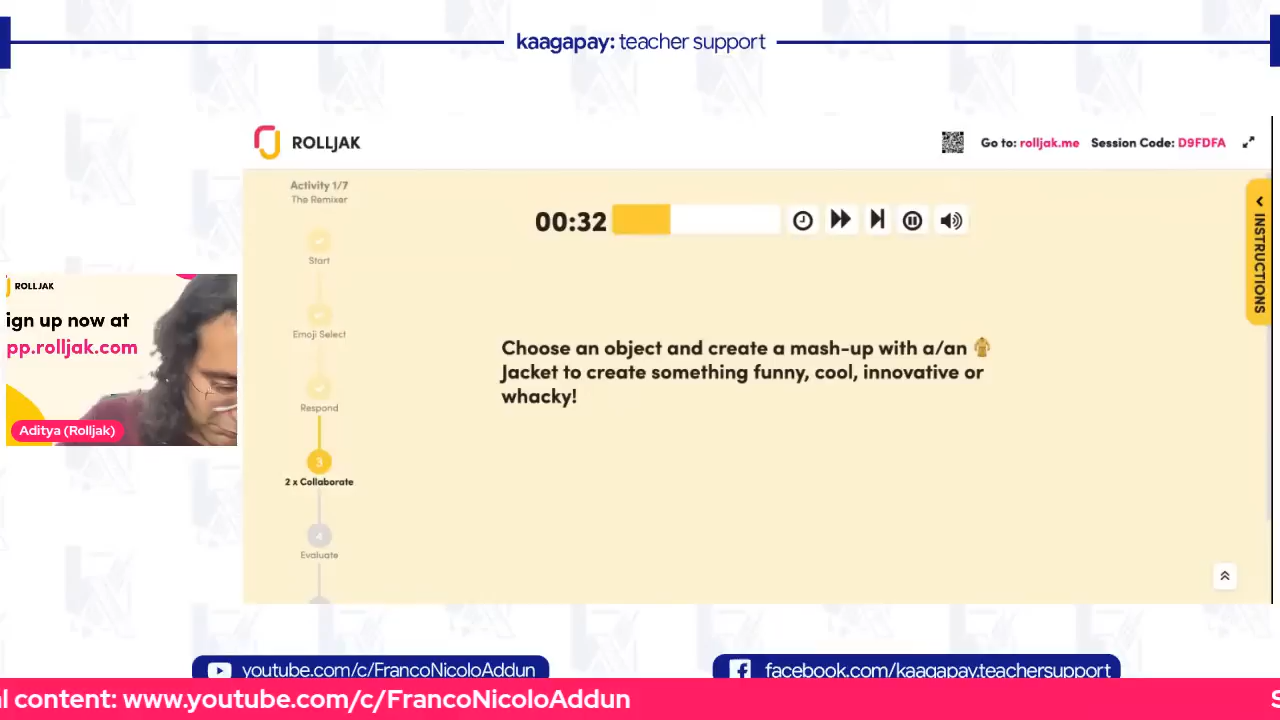 kaagapay: teacher support
ROLLJAK
Go to: rolljak.me Session Code: D9FDFA
Activity 1/7
The Remixer
Start
Emoji Select
Respond
3
2 x Collaborate
4
Evaluate
00:32
INSTRUCTIONS
Choose an object and create a mash-up with a/an
Jacket to create something funny, cool, innovative or
whacky!
ROLLJAK
ign up now at
pp.rolljak.com
Aditya (Rolljak)
youtube.com/c/FrancoNicoloAddun
facebook.com/kaagapay.teachersupport
l content: www.youtube.com/c/FrancoNicoloAddun
S